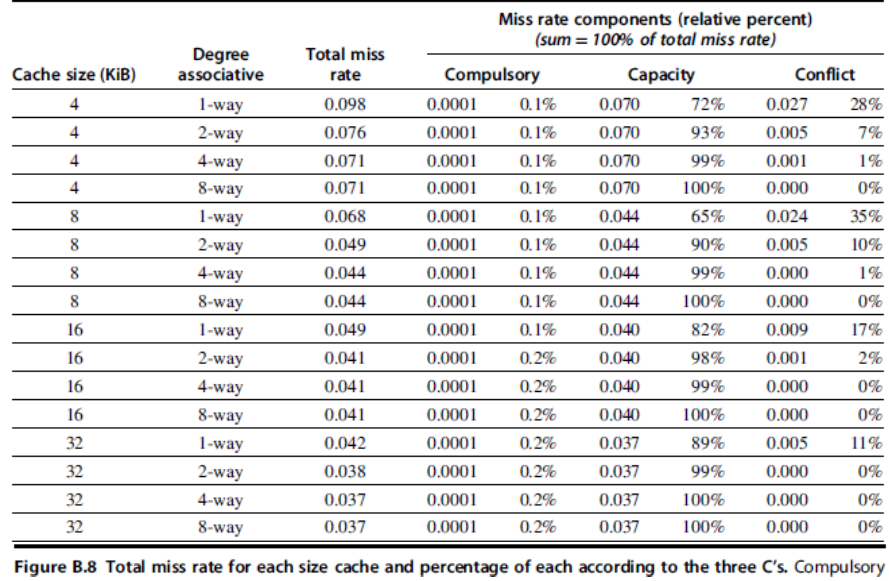 Miss rate components (relative percent)
(sum = 100% of total miss rate)
Cache size (KiB) Degree associative Total miss rate Compulsory Capacity Conflict
4 1-way 0.098 0.0001 0.1% 0.070 72% 0.027 28%
4 2-way 0.076 0.0001 0.1% 0.070 93% 0.005 7%
4 4-way 0.071 0.0001 0.1% 0.070 99% 0.001 1%
4 8-way 0.071 0.0001 0.1% 0.070 100% 0.000 0%
8 1-way 0.068 0.0001 0.1% 0.044 65% 0.024 35%
8 2-way 0.049 0.0001 0.1% 0.044 90% 0.005 10%
8 4-way 0.044 0.0001 0.1% 0.044 99% 0.000 1%
8 8-way 0.044 0.0001 0.1% 0.044 100% 0.000 0%
16 1-way 0.049 0.0001 0.1% 0.040 82% 0.009 17%
16 2-way 0.041 0.0001 0.2% 0.040 98% 0.001 2%
16 4-way 0.041 0.0001 0.2% 0.040 99% 0.000 0%
16 8-way 0.041 0.0001 0.2% 0.040 100% 0.000 0%
32 1-way 0.042 0.0001 0.2% 0.037 89% 0.005 11%
32 2-way 0.038 0.0001 0.2% 0.037 99% 0.000 0%
32 4-way 0.037 0.0001 0.2% 0.037 100% 0.000 0%
32 8-way 0.037 0.0001 0.2% 0.037 100% 0.000 0%
Figure B.8 Total miss rate for each size cache and percentage of each according to the three C's. Compulsory